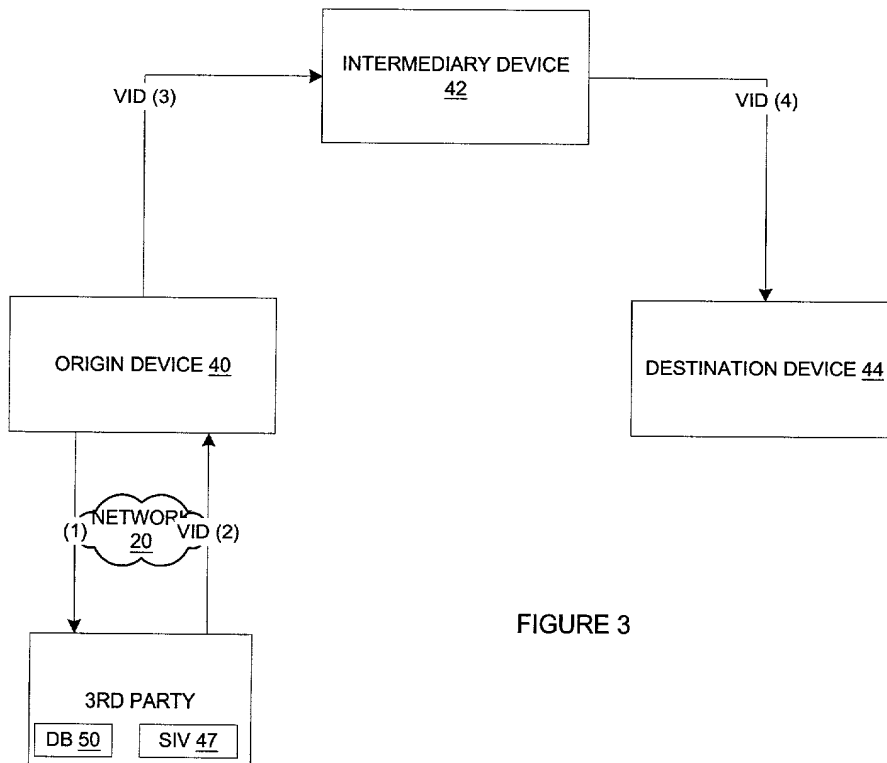 INTERMEDIARY DEVICE
42
VID (3)
VID (4)
ORIGIN DEVICE 40
DESTINATION DEVICE 44
NETWORK
20
(1)
VID (2)
FIGURE 3
3RD PARTY
DB 50
SIV 47